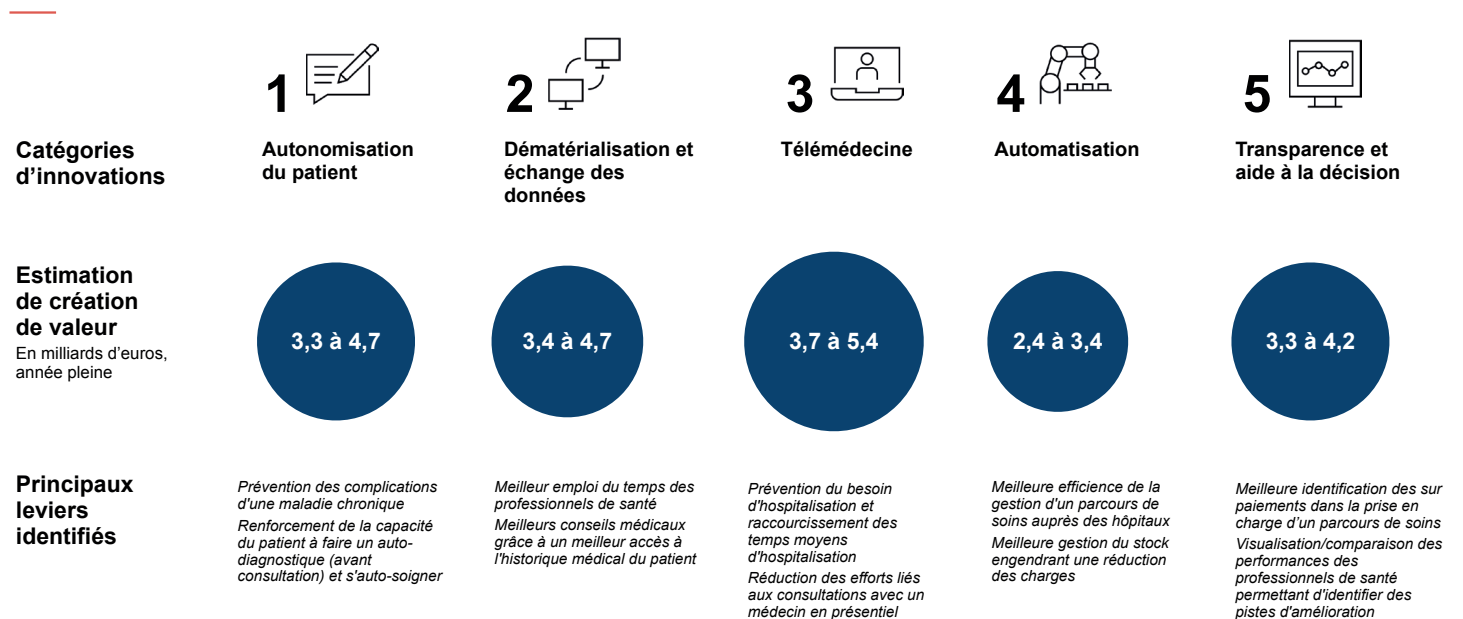 1
2
3
4
5
Catégories
d’innovations
Autonomisation
du patient
Dématérialisation et
échange des
données
Télémédecine
Automatisation
Transparence et
aide à la décision
Estimation
de création
de valeur
En milliards d’euros,
année pleine
3,3 à 4,7
3,4 à 4,7
3,7 à 5,4
2,4 à 3,4
3,3 à 4,2
Principaux
leviers
identifiés
Prévention des complications
d'une maladie chronique
Renforcement de la capacité
du patient à faire un auto-
diagnostique (avant
consultation) et s'auto-soigner
Meilleur emploi du temps des
professionnels de santé
Meilleurs conseils médicaux
grâce à un meilleur accès à
l'historique médical du patient
Prévention du besoin
d'hospitalisation et
raccourcissement des
temps moyens
d'hospitalisation
Réduction des efforts liés
aux consultations avec un
médecin en présentiel
Meilleure efficience de la
gestion d’un parcours de
soins auprès des hôpitaux
Meilleure gestion du stock
engendrant une réduction
des charges
Meilleure identification des sur
paiements dans la prise en
charge d’un parcours de soins
Visualisation/comparaison des
performances des
professionnels de santé
permettant d'identifier des
pistes d'amélioration